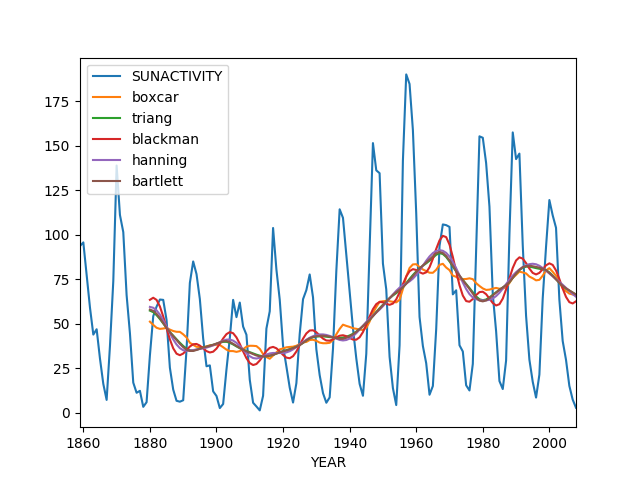 SUNACTIVITY
boxcar
triang
blackman
hanning
bartlett
175
150
125
100
75
50
25
0
1860 1880 1900 1920 1940 1960 1980 2000
YEAR